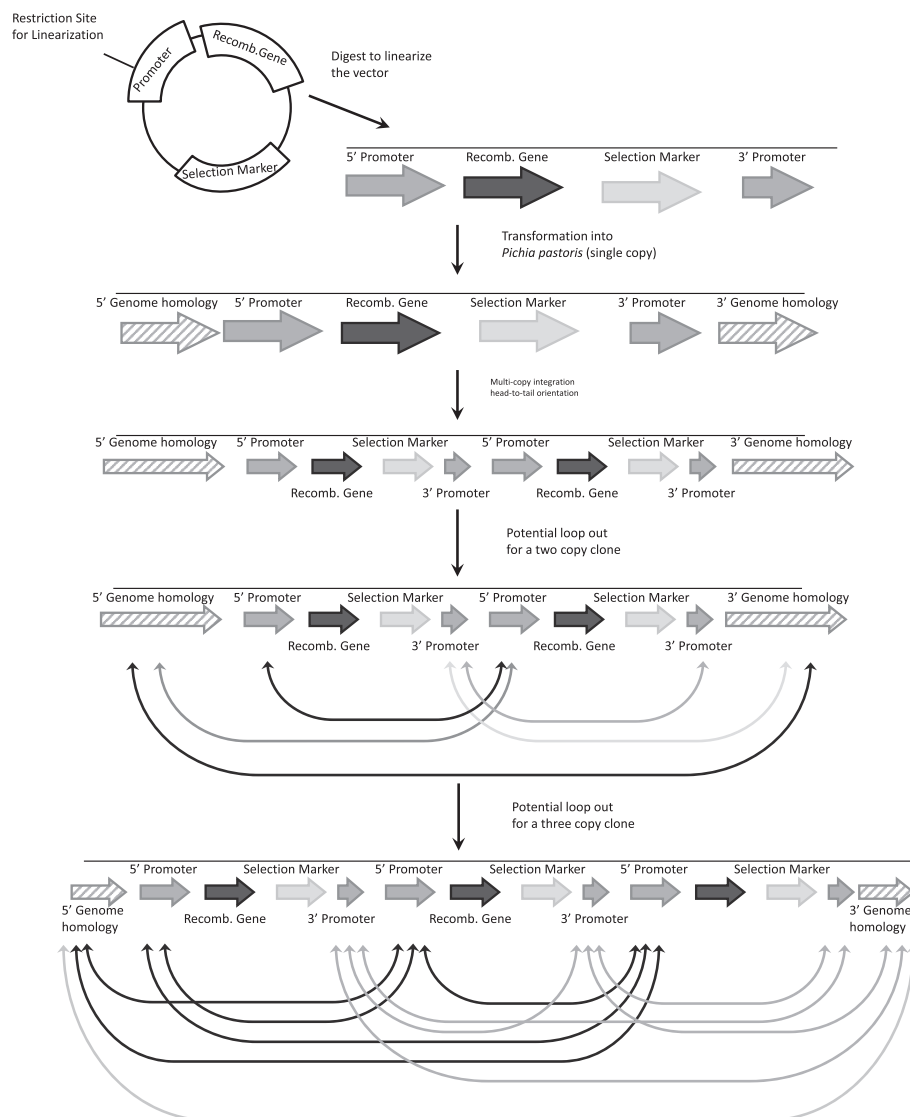 Restriction Site
for Linearization
Promoter
Recomb.Gene
Selection Marker
Digest to linearize
the vector
5’ Promoter Recomb. Gene Selection Marker 3’ Promoter
Transformation into
Pichia pastoris (single copy)
5’ Genome homology 5’ Promoter Recomb. Gene Selection Marker 3’ Promoter 3’ Genome homology
Multi-copy integration
head-to-tail orientation
5’ Genome homology 5’ Promoter Selection Marker 5’ Promoter Selection Marker 3’ Genome homology
Recomb. Gene 3’ Promoter Recomb. Gene 3’ Promoter
Potential loop out
for a two copy clone
5’ Genome homology 5’ Promoter Selection Marker 5’ Promoter Selection Marker 3’ Genome homology
Recomb. Gene 3’ Promoter Recomb. Gene 3’ Promoter
Potential loop out
for a three copy clone
5’ Promoter Selection Marker 5’ Promoter Selection Marker 5’ Promoter Selection Marker
5’ Genome Recomb. Gene 3’ Promoter Recomb. Gene 3’ Promoter 3’ Genome
homology homology